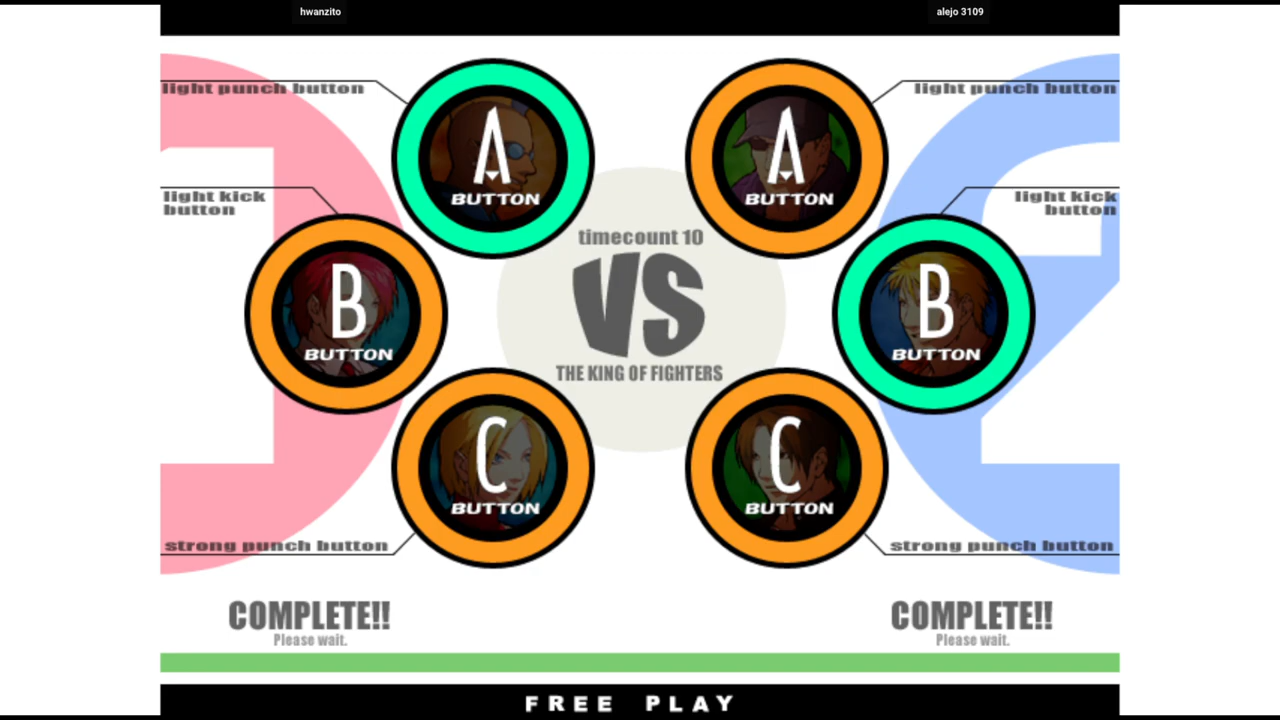 hwanzito
alejo 3109
light punch button
light punch button
A
BUTTON
A
BUTTON
light kick
button
light kick
button
B
BUTTON
timecount 10
VS
THE KING OF FIGHTERS
B
BUTTON
C
BUTTON
C
BUTTON
strong punch button
strong punch button
1
2
COMPLETE!!
Please wait.
COMPLETE!!
Please wait.
FREE PLAY